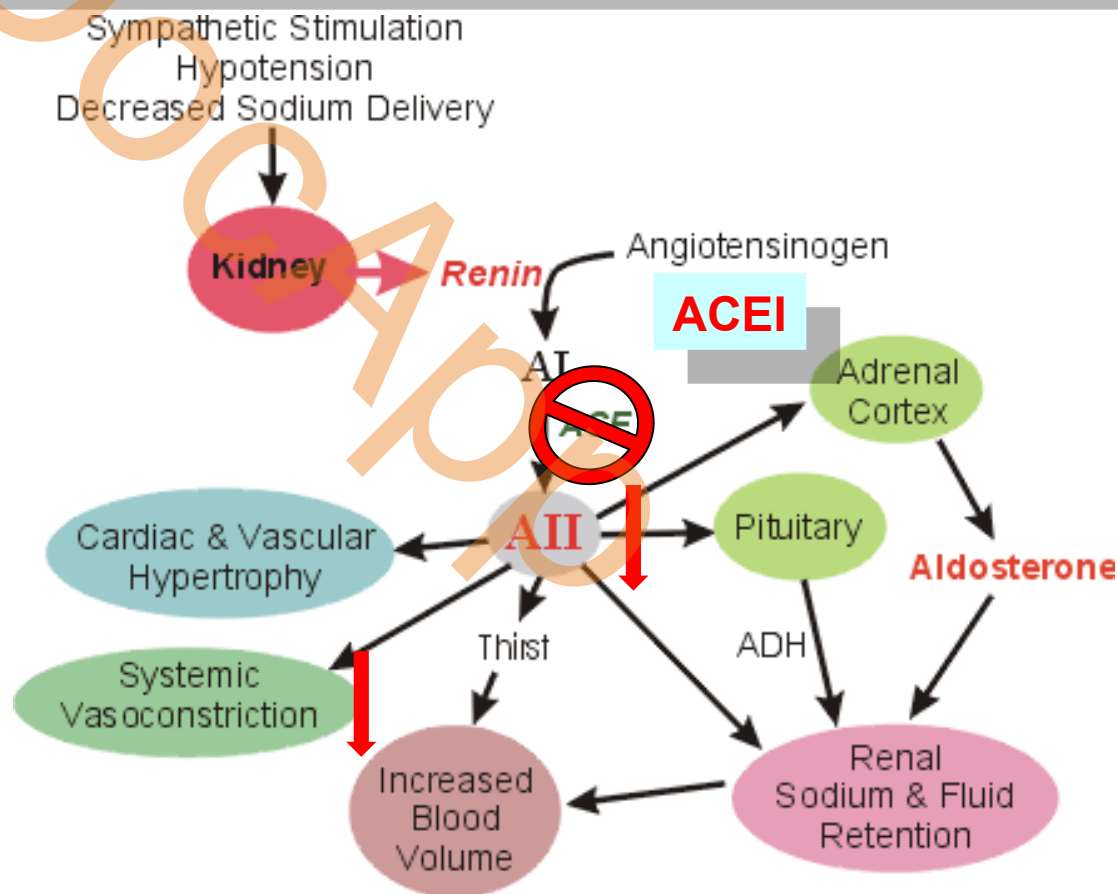 Sympathetic Stimulation
Hypotension
Decreased Sodium Delivery
Kidney
Renin
Angiotensinogen
ACEI
AI
ACE
Adrenal
Cortex
AII
Pituitary
Cardiac & Vascular
Hypertrophy
Aldosterone
Thirst
ADH
Systemic
Vasoconstriction
Increased
Blood
Volume
Renal
Sodium & Fluid
Retention